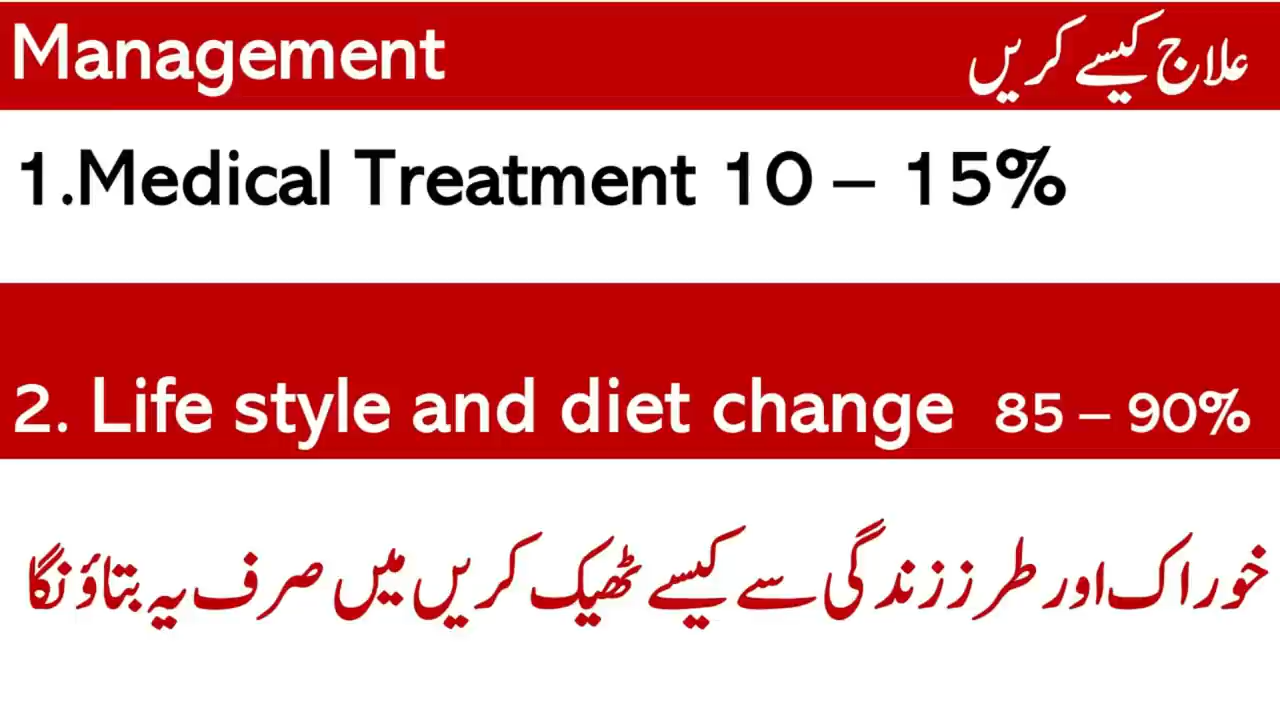 Management علاج کیسے کریں
1.Medical Treatment 10 – 15%
2. Life style and diet change 85 – 90%
خوراک اور طرز زندگی سے کیسے ٹھیک کریں میں صرف یہ بتاؤنگا